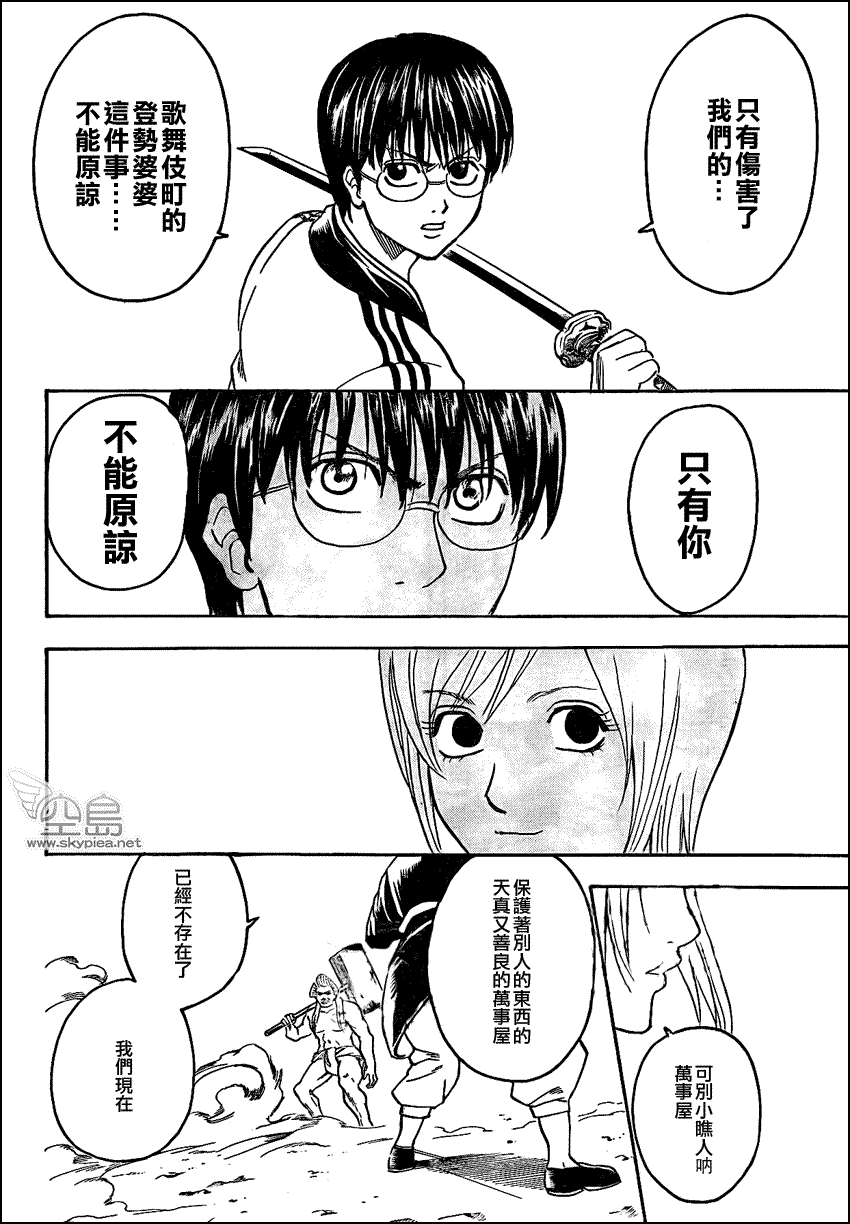 只有傷害了
我們的…
歌舞伎町的
登勢婆婆
這件事……
不能原諒
只有你
不能原諒
空島
www.skypiea.net
可別小瞧人吶
萬事屋
保護著別人的東西的
天真又善良的萬事屋
已經不存在了
我們現在